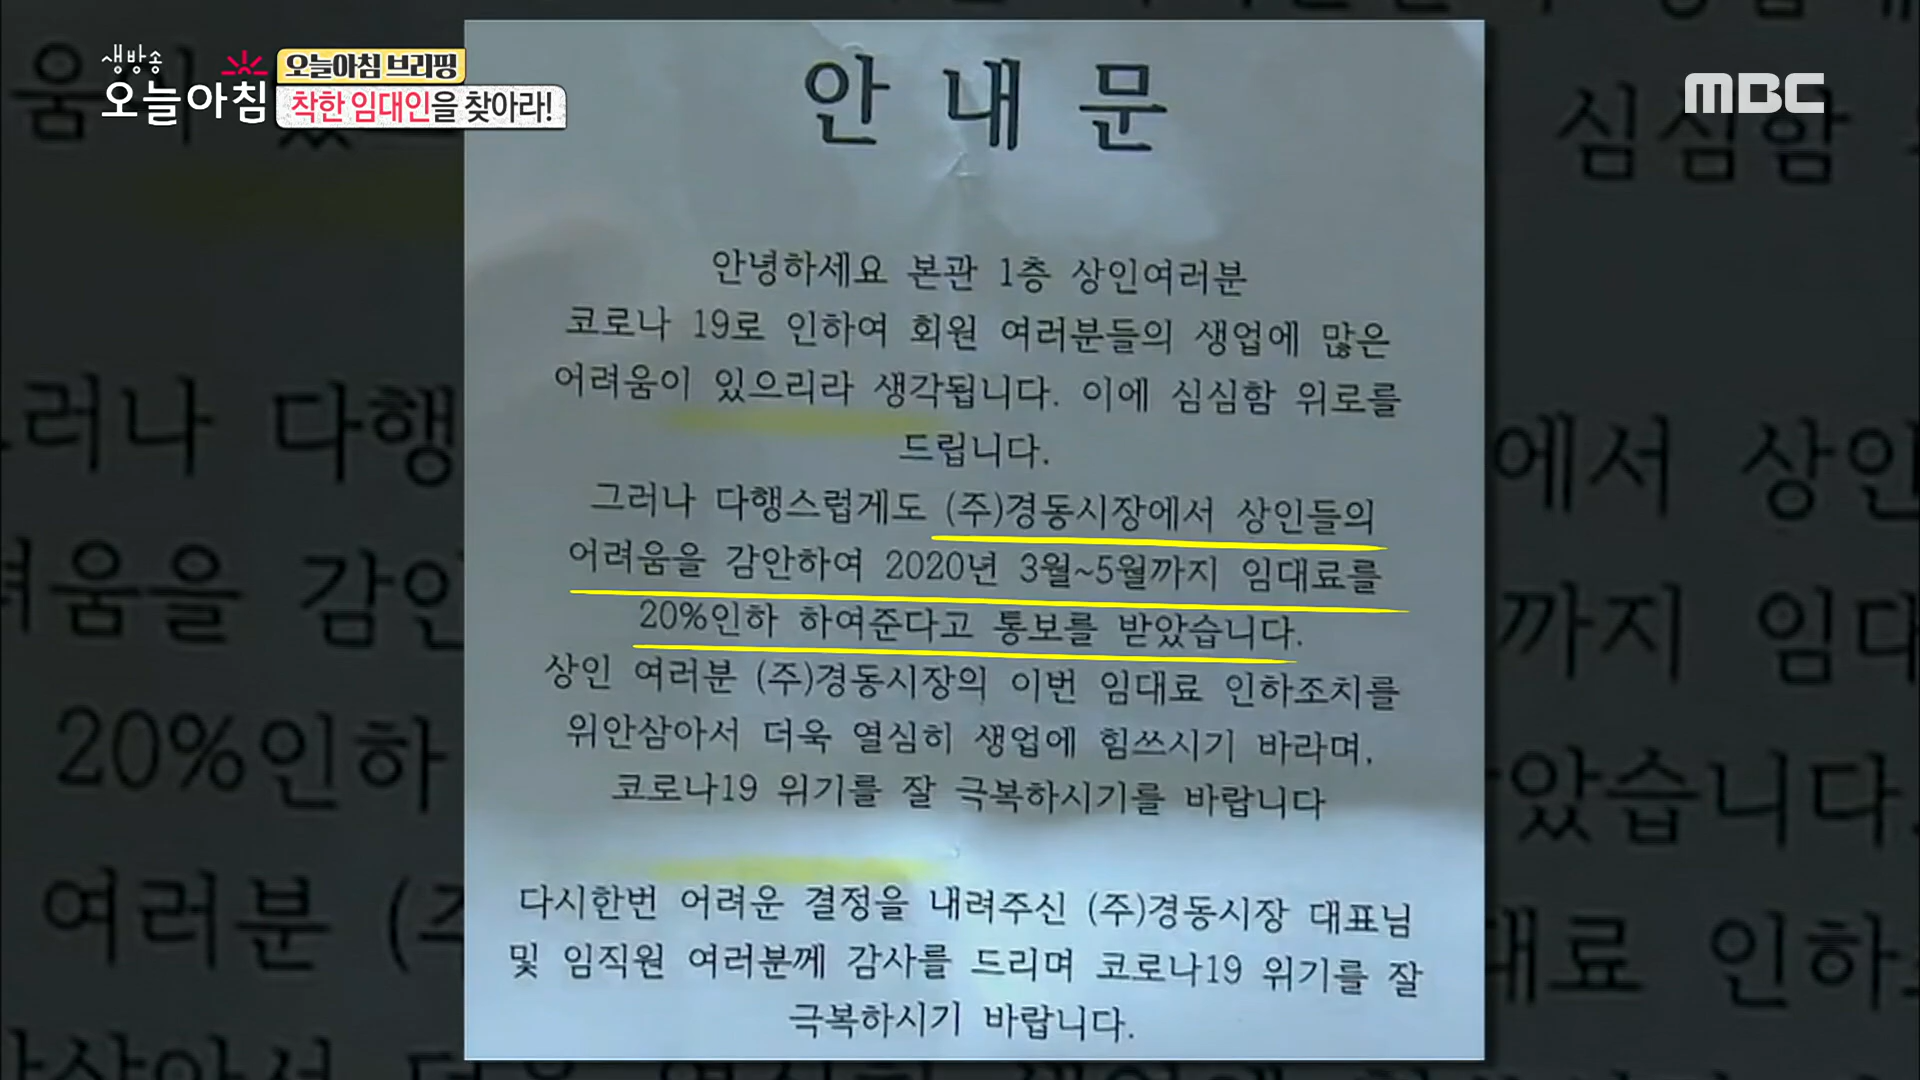 생방송
오늘아침
오늘아침 브리핑
착한 임대인을 찾아라!
MBC
안내문
안녕하세요 본관 1층 상인여러분
코로나 19로 인하여 회원 여러분들의 생업에 많은
어려움이 있으리라 생각됩니다. 이에 심심함 위로를
드립니다.
그러나 다행스럽게도 (주)경동시장에서 상인들의
어려움을 감안하여 2020년 3월~5월까지 임대료를
20%인하 하여준다고 통보를 받았습니다.
상인 여러분 (주)경동시장의 이번 임대료 인하조치를
위안삼아서 더욱 열심히 생업에 힘쓰시기 바라며,
코로나19 위기를 잘 극복하시기를 바랍니다
다시한번 어려운 결정을 내려주신 (주)경동시장 대표님
및 임직원 여러분께 감사를 드리며 코로나19 위기를 잘
극복하시기 바랍니다.